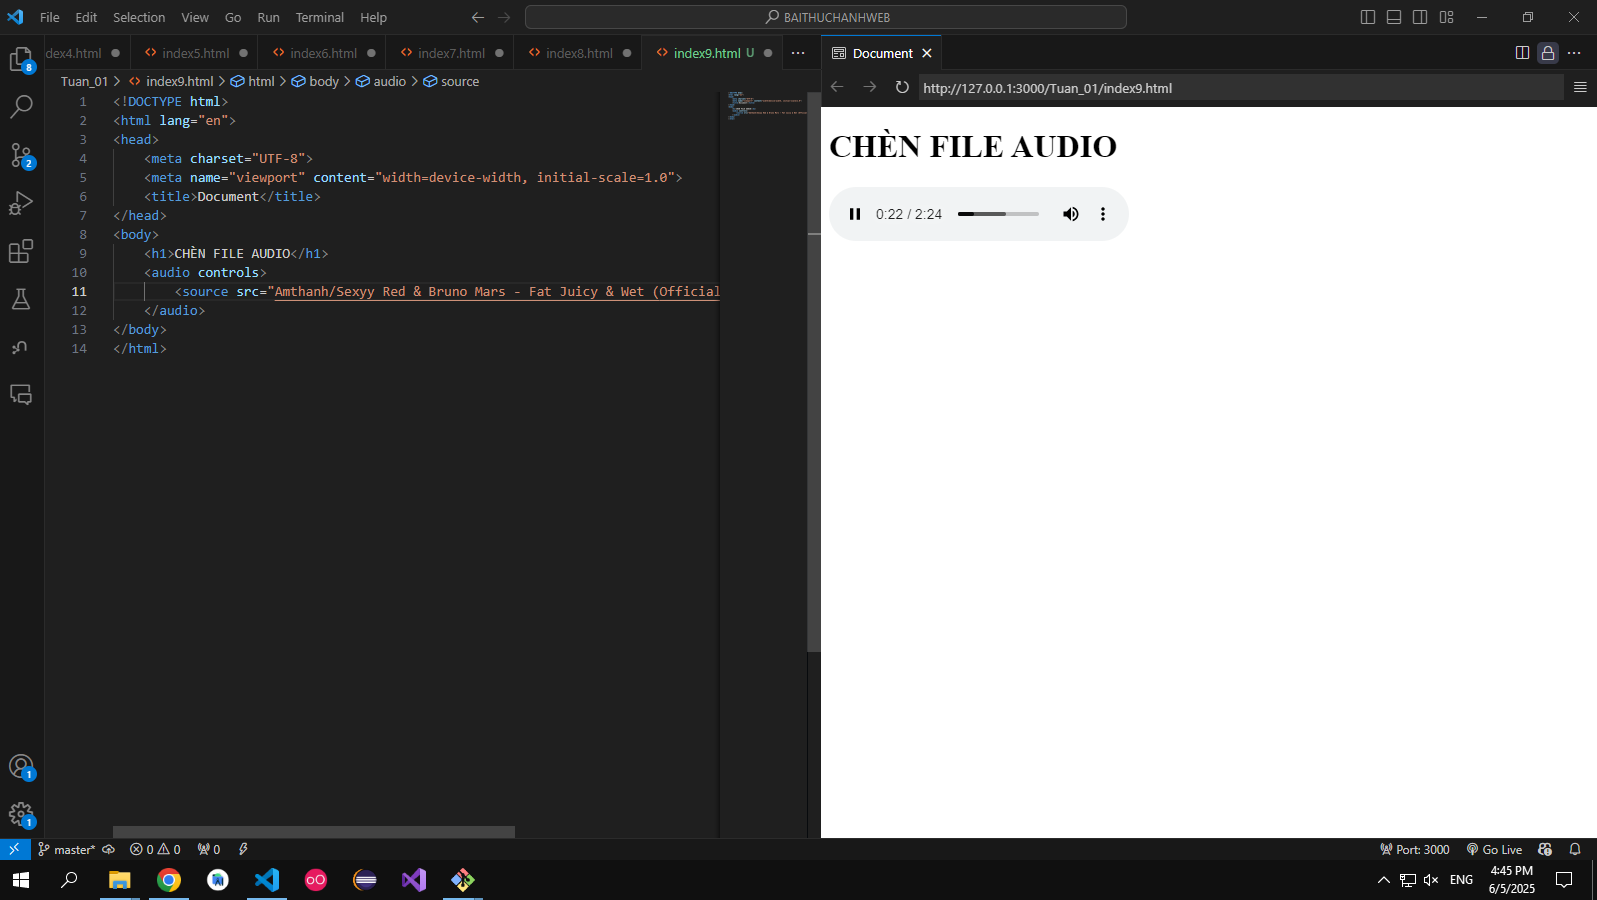 File Edit Selection View Go Run Terminal Help
BAITHUCHANHWEB
dex4.html index5.html index6.html index7.html index8.html index9.html U
Document
Tuan_01 > index9.html > html > body > audio > source
http://127.0.0.1:3000/Tuan_01/index9.html
1 <!DOCTYPE html>
2 <html lang="en">
3 <head>
4 <meta charset="UTF-8">
5 <meta name="viewport" content="width=device-width, initial-scale=1.0">
6 <title>Document</title>
7 </head>
8 <body>
9 <h1>CHÈN FILE AUDIO</h1>
10 <audio controls>
11 <source src="Amthanh/Sexyy Red & Bruno Mars - Fat Juicy & Wet (Official
12 </audio>
13 </body>
14 </html>
CHÈN FILE AUDIO
0:22 / 2:24
8
2
1
1
master* 0 0 0
Port: 3000 Go Live
AI
ENG
4:45 PM
6/5/2025